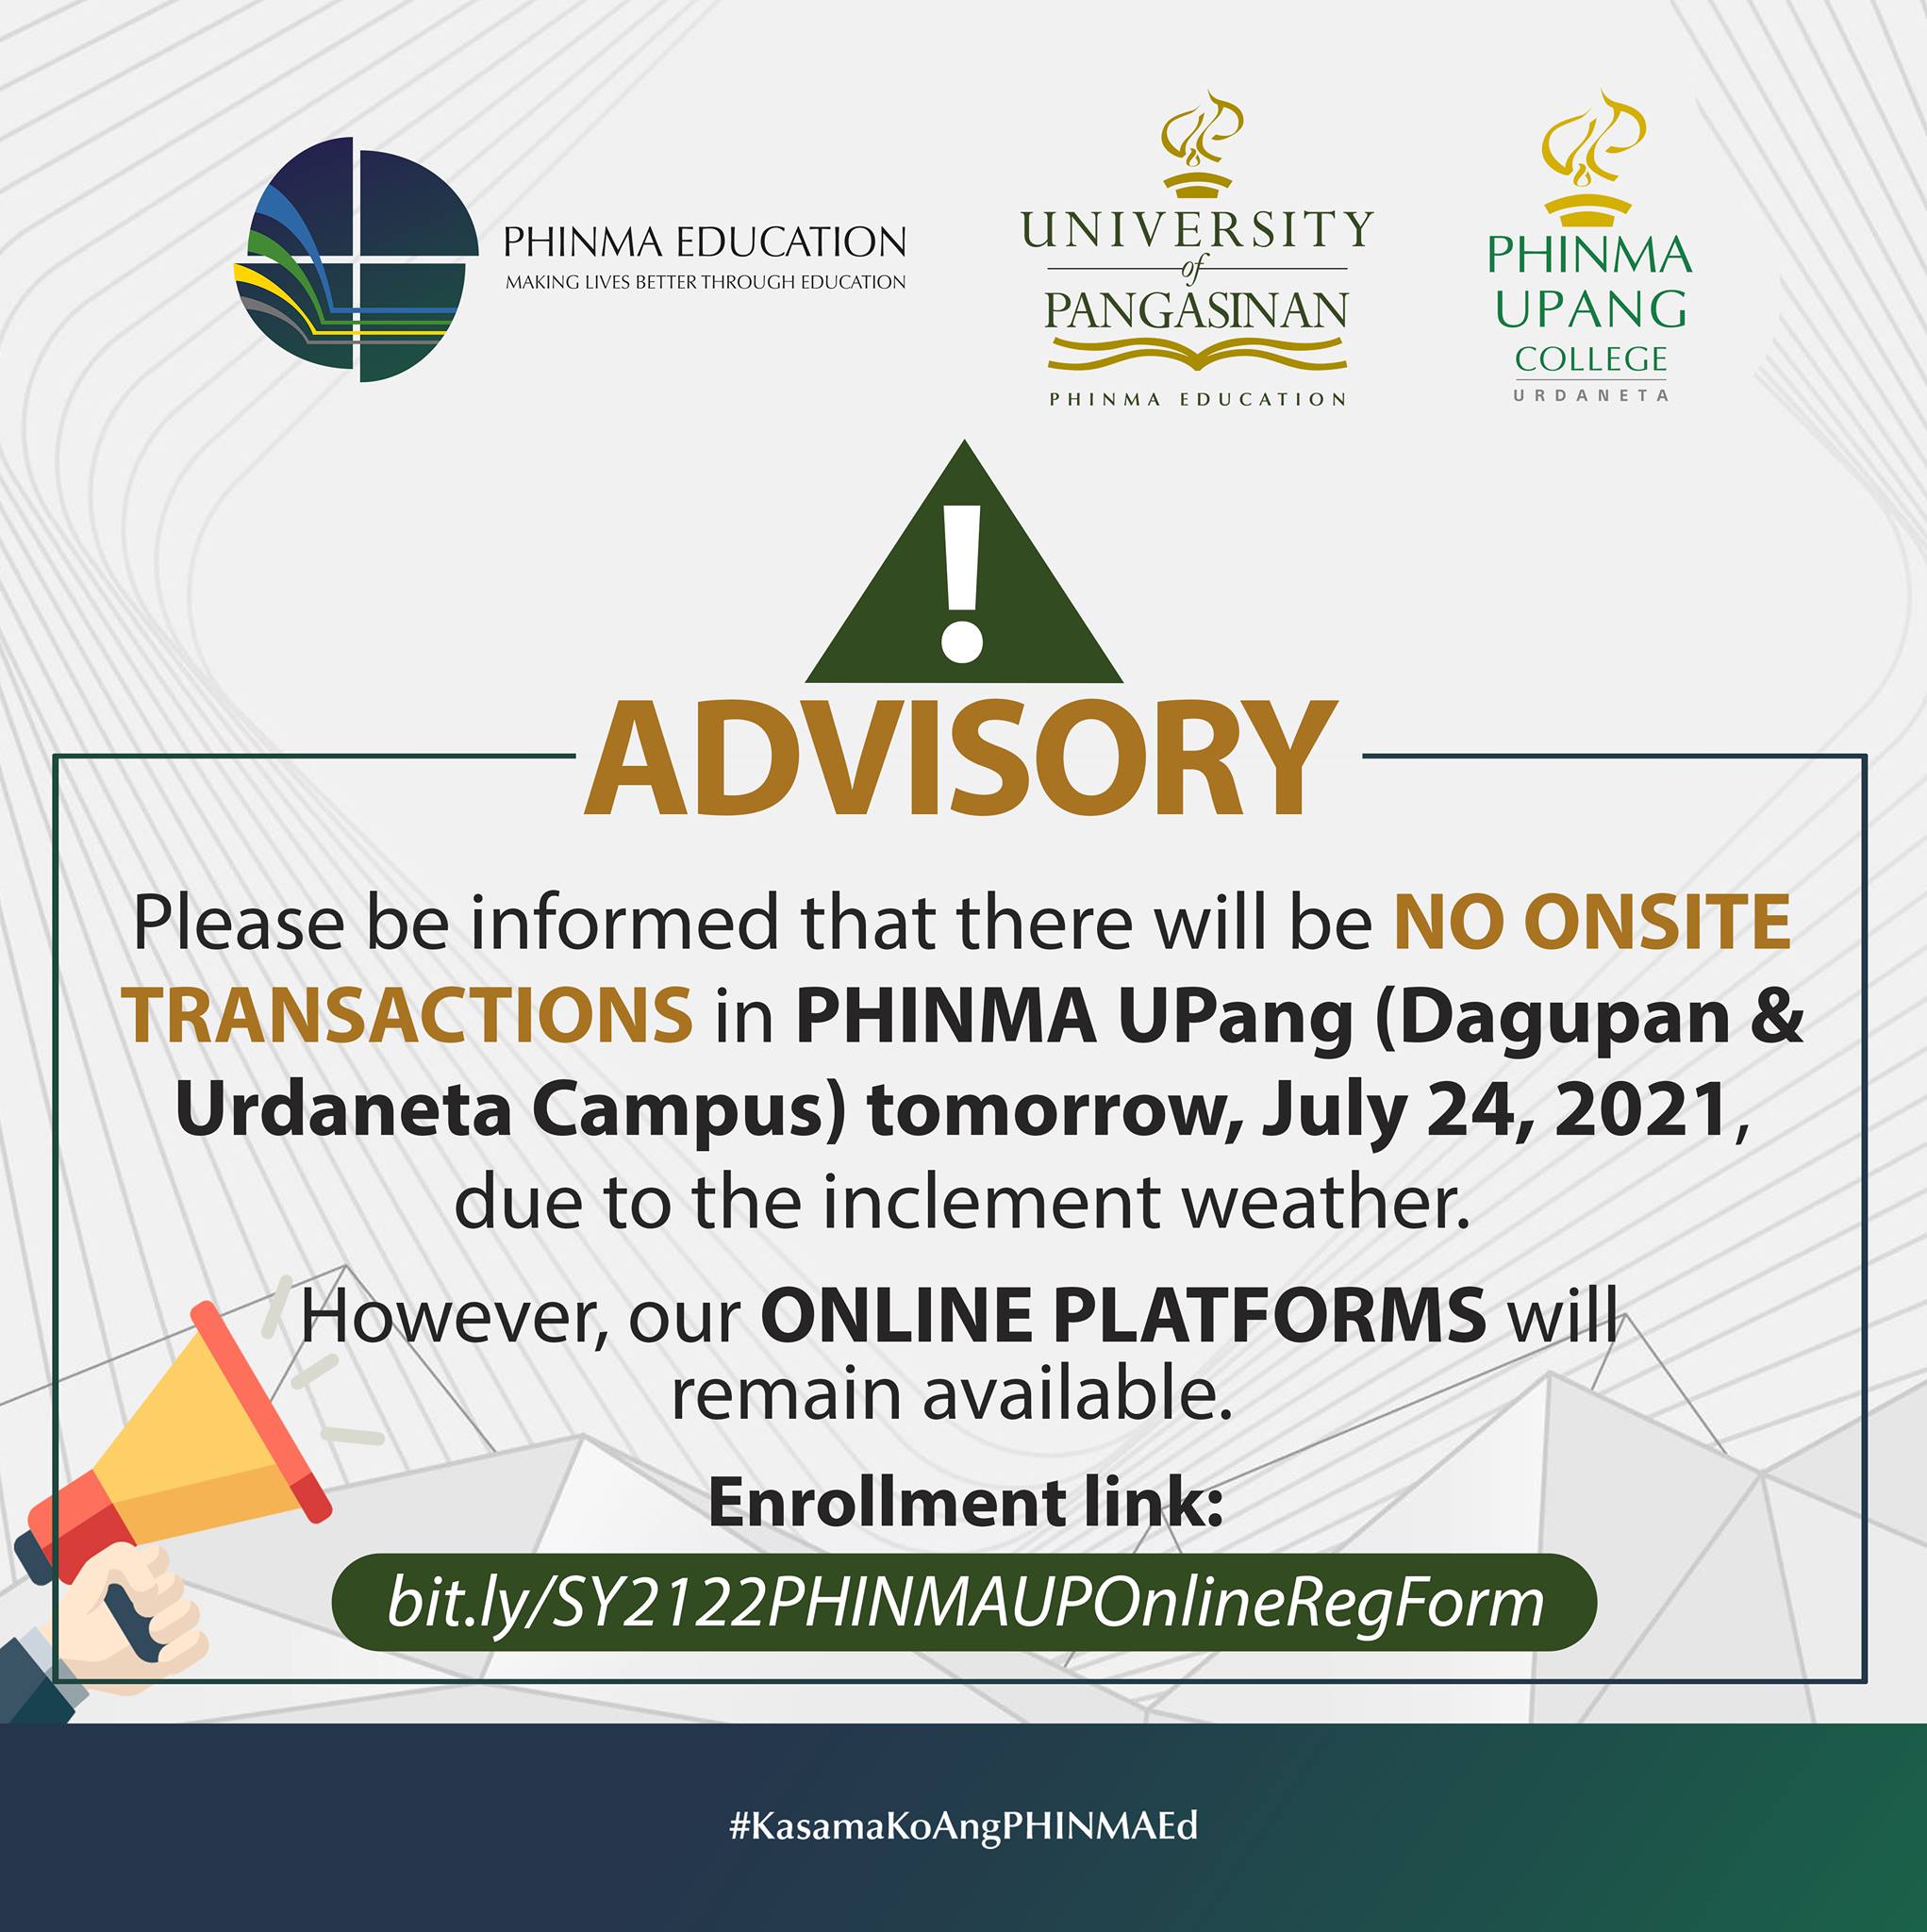 PHINMA EDUCATION
MAKING LIVES BETTER THROUGH EDUCATION
UNIVERSITY
of
PANGASINAN
PHINMA EDUCATION
PHINMA
UPANG
COLLEGE
URDANETA
!
ADVISORY
Please be informed that there will be NO ONSITE
TRANSACTIONS in PHINMA UPang (Dagupan &
Urdaneta Campus) tomorrow, July 24, 2021,
due to the inclement weather.
However, our ONLINE PLATFORMS will
remain available.
Enrollment link:
bit.ly/SY2122PHINMAUPOnlineRegForm
#KasamaKoAngPHINMAEd